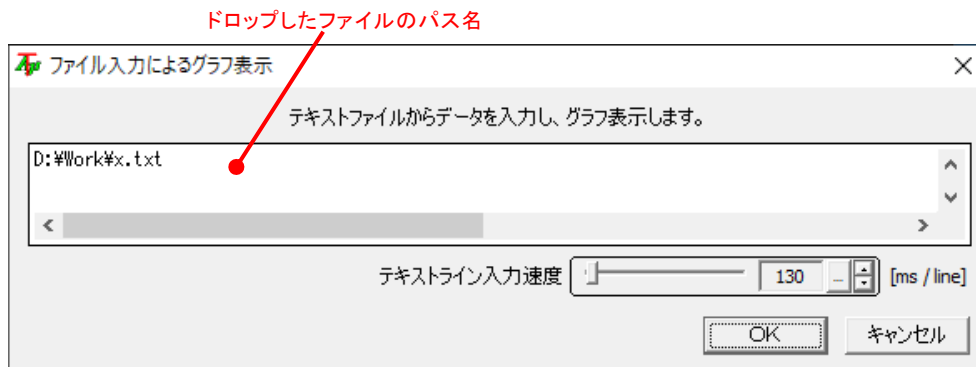 ドロップしたファイルのパス名
ファイル入力によるグラフ表示
テキストファイルからデータを入力し、グラフ表示します。
D:¥Work¥x.txt
テキストライン入力速度 130 ... [ms / line]
OK キャンセル